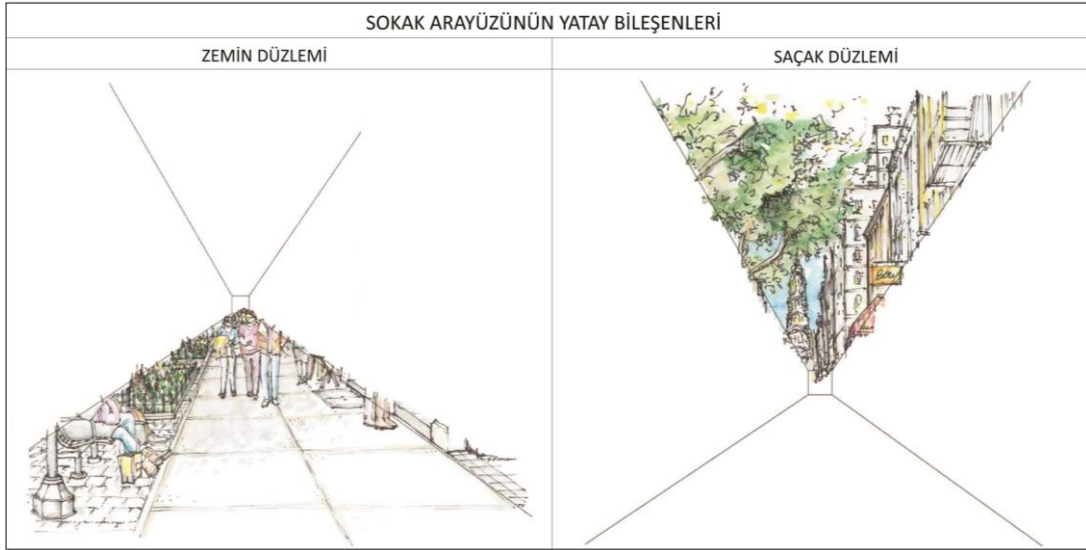 SOKAK ARAYÜZÜNÜN YATAY BİLEŞENLERİ
ZEMİN DÜZLEMİ
SAÇAK DÜZLEMİ